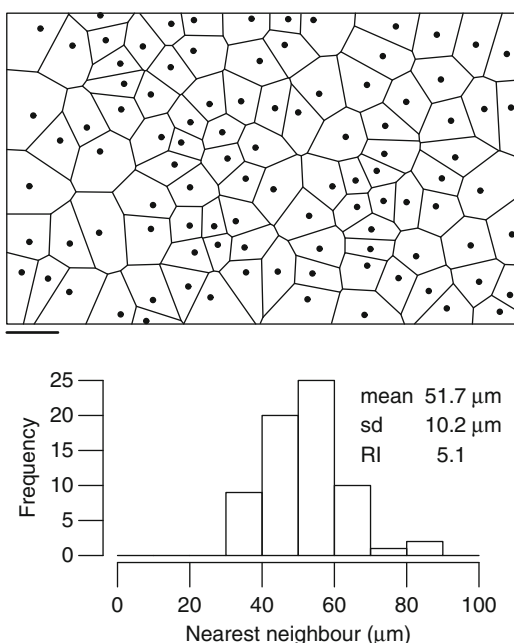 25
20
15
10
5
0
Frequency
mean 51.7 µm
sd 10.2 µm
RI 5.1
0 20 40 60 80 100
Nearest neighbour (µm)